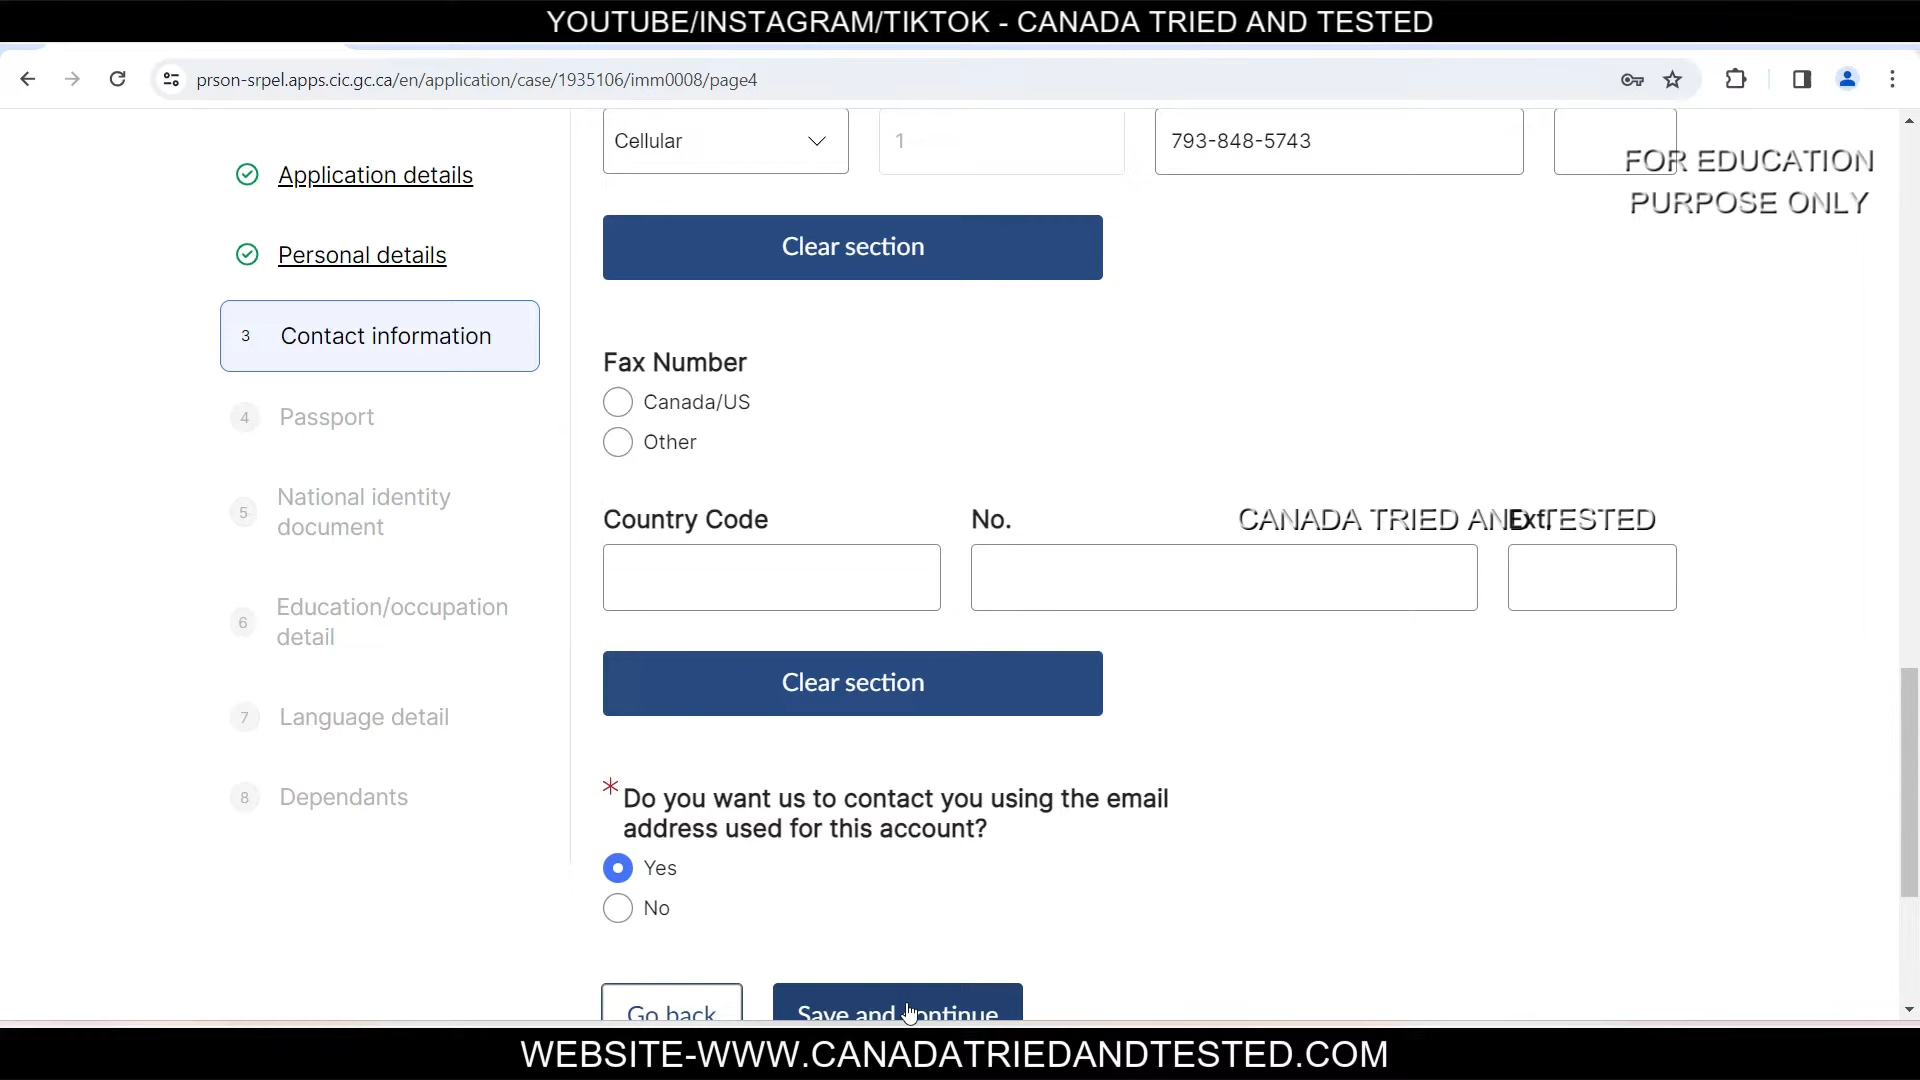 YOUTUBE/INSTAGRAM/TIKTOK - CANADA TRIED AND TESTED
prson-srpel.apps.cic.gc.ca/en/application/case/1935106/imm0008/page4
Application details
Personal details
3 Contact information
4 Passport
5 National identity
document
6 Education/occupation
detail
7 Language detail
8 Dependants
Cellular
1
793-848-5743
FOR EDUCATION
PURPOSE ONLY
Clear section
Fax Number
Canada/US
Other
Country Code
No.
Ext.
CANADA TRIED AND TESTED
Clear section
* Do you want us to contact you using the email
address used for this account?
Yes
No
Go back
Save and continue
WEBSITE-WWW.CANADATRIEDANDTESTED.COM